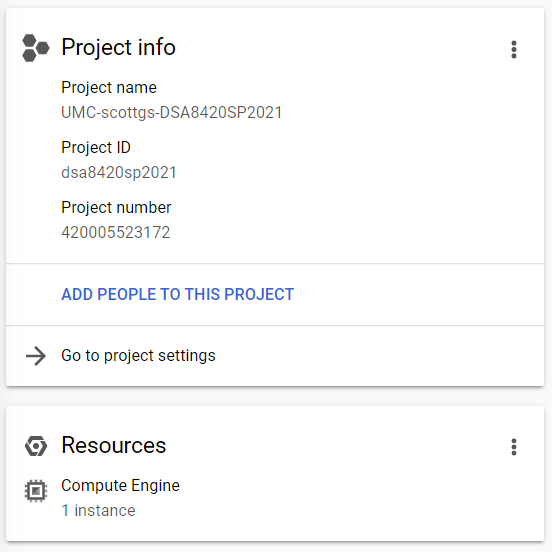 Project info
Project name
UMC-scottgs-DSA8420SP2021
Project ID
dsa8420sp2021
Project number
420005523172
ADD PEOPLE TO THIS PROJECT
Go to project settings
Resources
Compute Engine
1 instance